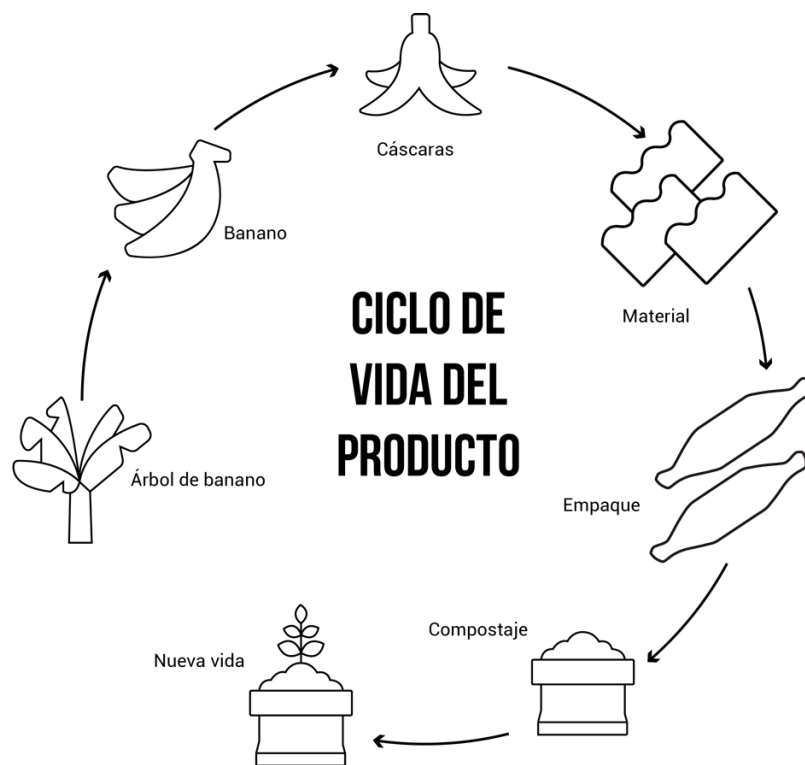 Cáscaras
Banano
Material
CICLO DE
VIDA DEL
PRODUCTO
Árbol de banano
Empaque
Compostaje
Nueva vida